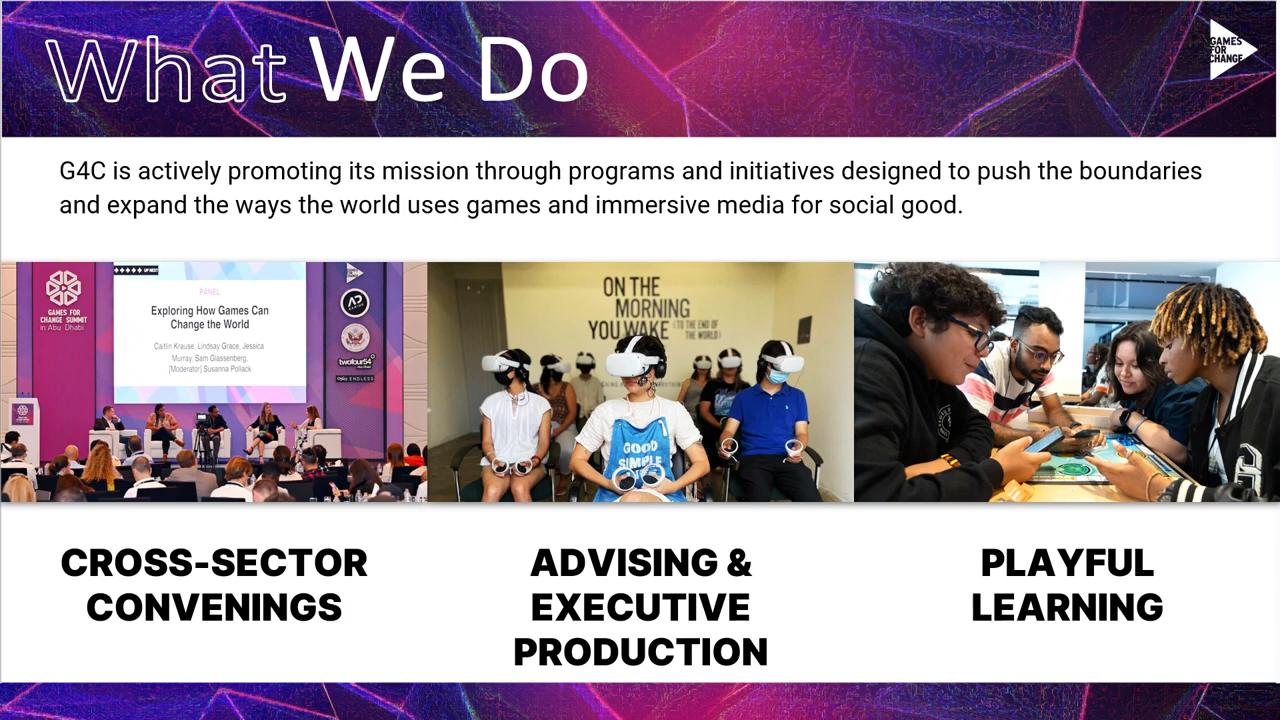 What We Do
GAMES
FOR
CHANGE
G4C is actively promoting its mission through programs and initiatives designed to push the boundaries
and expand the ways the world uses games and immersive media for social good.
GAMES FOR
CHANGE SUMMIT
in Abu Dhabi
UP NEXT
PANEL
Exploring How Games Can
Change the World
Caitlin Krause, Lindsay Grace, Jessica
Murray, Sam Glassenberg,
[Moderator] Susanna Pollack
AD
twofour54
ENDLESS
ON THE
MORNING
YOU WAKE (TO THE END OF
THE WORLD)
GOOD
SIMPLE
CROSS-SECTOR
CONVENINGS
ADVISING &
EXECUTIVE
PRODUCTION
PLAYFUL
LEARNING